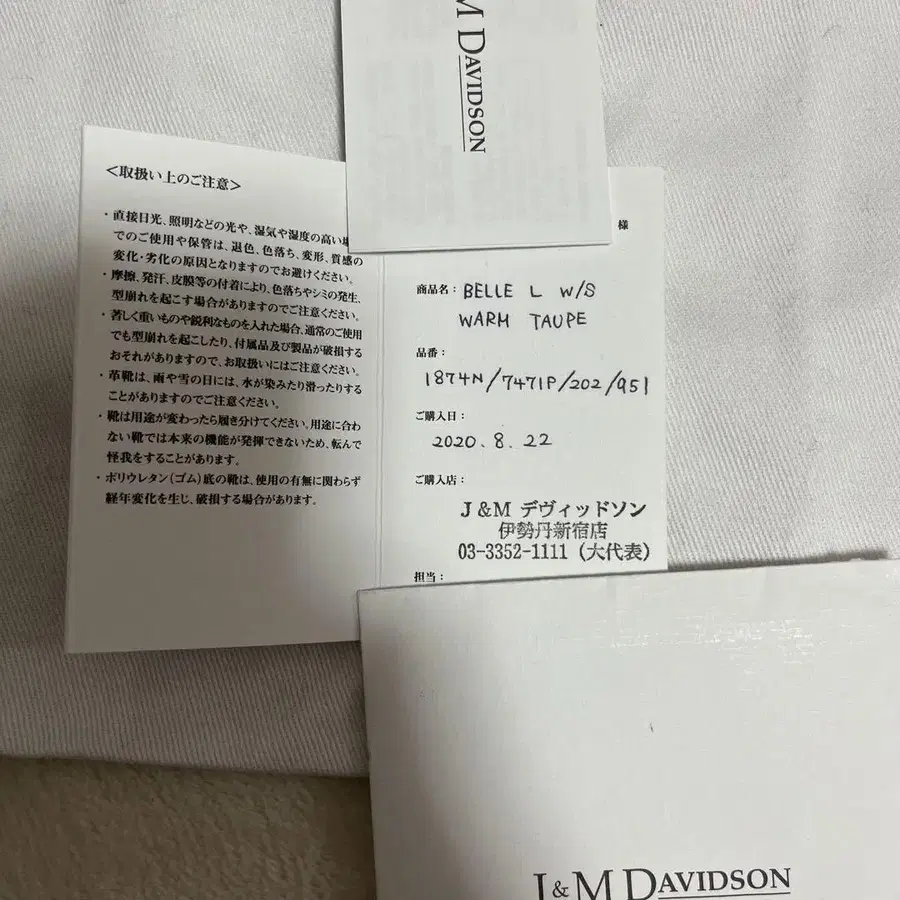 M DAVIDSON
<取扱い上のご注意>
・直接日光、照明などの光や、湿気や湿度の高い場
でのご使用や保管は、退色、色落ち、変形、質感の
変化・劣化の原因となりますのでお避けください。
・摩擦、発汗、皮膜等の付着により、色落ちやシミの発生、
型崩れを起こす場合がありますのでご注意ください。
・著しく重いものや鋭利なものを入れた場合、通常のご使用
でも型崩れを起こしたり、付属品及び製品が破損する
おそれがありますので、お取扱いにはご注意ください。
・革靴は、雨や雪の日には、水が染みたり滑ったりする
ことがありますのでご注意ください。
・靴は用途が変わったら履き分けてください。用途に合わ
ない靴では本来の機能が発揮できないため、転んで
怪我をすることがあります。
・ポリウレタン(ゴム)底の靴は、使用の有無に関わらず
経年変化を生じ、破損する場合があります。
様
商品名: BELLE L W/S
WARM TAUPE
品番:
1874N/7471P/202/951
ご購入日:
2020.8.22
ご購入店:
J&M デヴィッドソン
伊勢丹新宿店
03-3352-1111(大代表)
担当:
J&M DAVIDSON